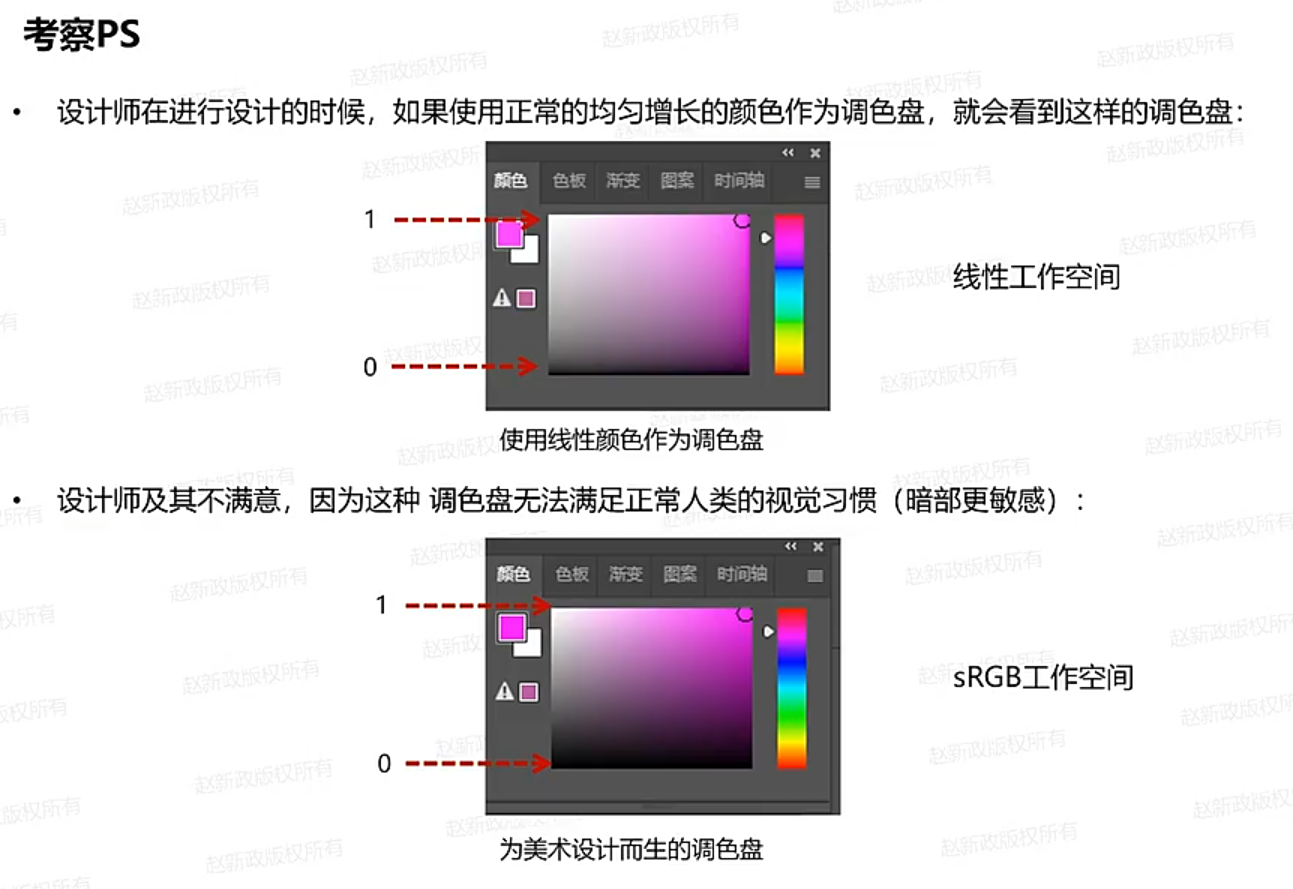 考察PS
• 设计师在进行设计的时候，如果使用正常的均匀增长的颜色作为调色盘，就会看到这样的调色盘：
颜色 色板 渐变 图案 时间轴
1
线性工作空间
0
使用线性颜色作为调色盘
• 设计师及其不满意，因为这种 调色盘无法满足正常人类的视觉习惯（暗部更敏感）：
颜色 色板 渐变 图案 时间轴
1
sRGB工作空间
0
为美术设计而生的调色盘
赵新政版权所有